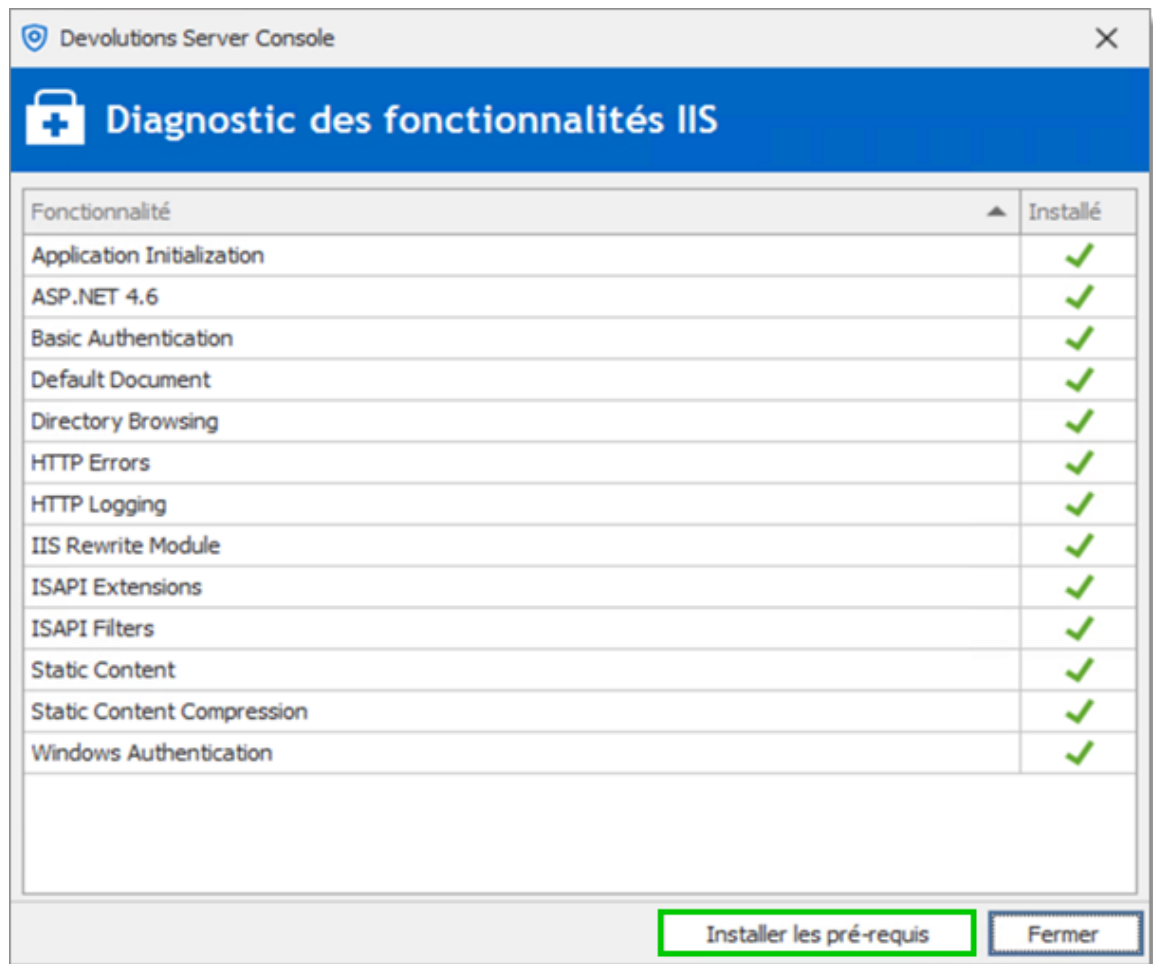 Devolutions Server Console
Diagnostic des fonctionnalités IIS
Fonctionnalité Installé
Application Initialization
ASP.NET 4.6
Basic Authentication
Default Document
Directory Browsing
HTTP Errors
HTTP Logging
IIS Rewrite Module
ISAPI Extensions
ISAPI Filters
Static Content
Static Content Compression
Windows Authentication
Installer les pré-requis Fermer